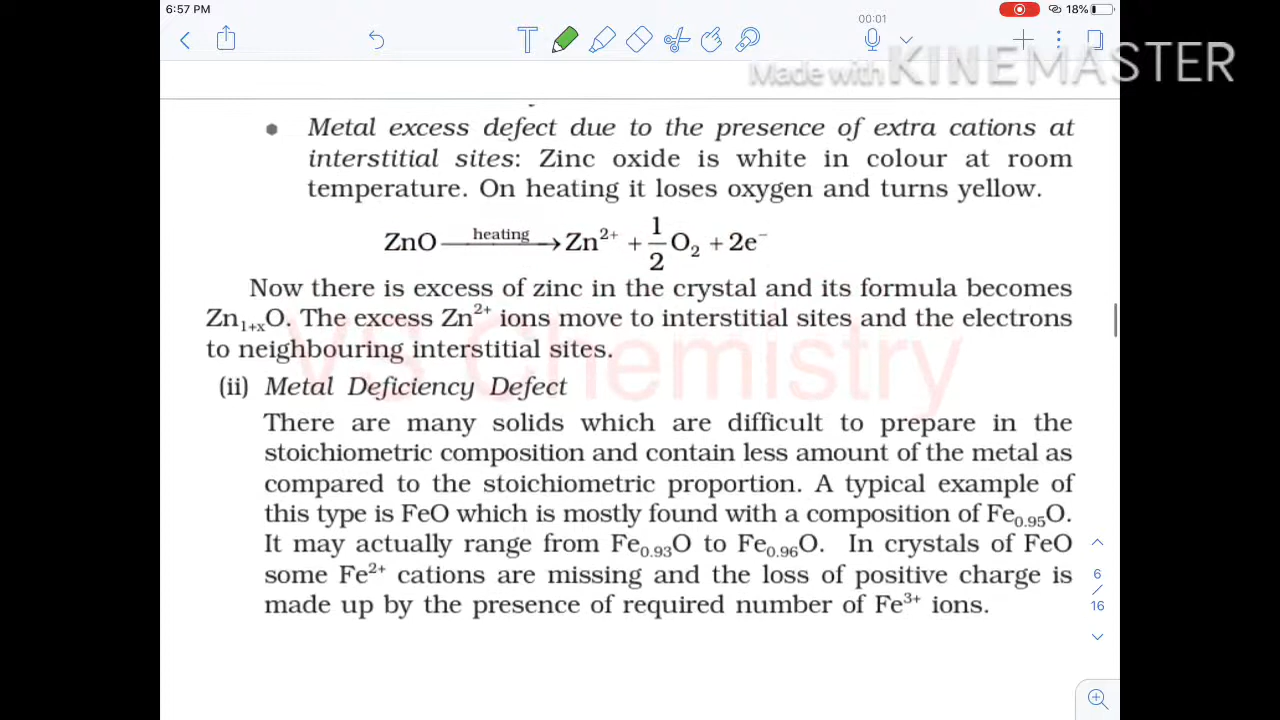 6:57 PM
18%
00:01
Made with KINEMASTER
Metal excess defect due to the presence of extra cations at
interstitial sites: Zinc oxide is white in colour at room
temperature. On heating it loses oxygen and turns yellow.
ZnO —heating→ Zn²⁺ + 1/2 O₂ + 2e⁻
Now there is excess of zinc in the crystal and its formula becomes
Zn₁₊ₓO. The excess Zn²⁺ ions move to interstitial sites and the electrons
to neighbouring interstitial sites.
VS Chemistry
(ii) Metal Deficiency Defect
There are many solids which are difficult to prepare in the
stoichiometric composition and contain less amount of the metal as
compared to the stoichiometric proportion. A typical example of
this type is FeO which is mostly found with a composition of Fe₀.₉₅O.
It may actually range from Fe₀.₉₃O to Fe₀.₉₆O. In crystals of FeO
some Fe²⁺ cations are missing and the loss of positive charge is
made up by the presence of required number of Fe³⁺ ions.
6
/
16